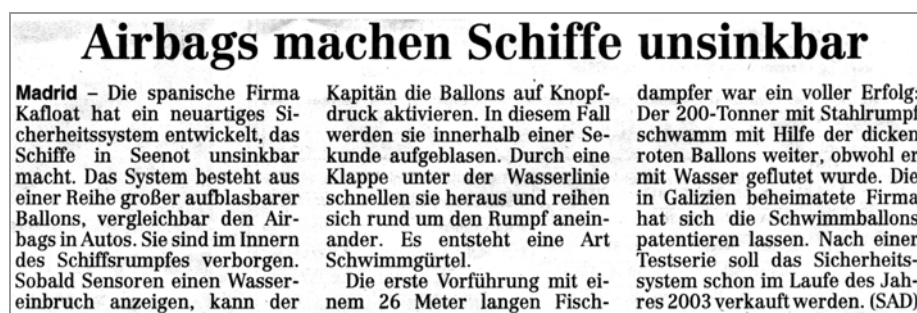 Airbags machen Schiffe unsinkbar
Madrid – Die spanische Firma
Kafloat hat ein neuartiges Si-
cherheitssystem entwickelt, das
Schiffe in Seenot unsinkbar
macht. Das System besteht aus
einer Reihe großer aufblasbarer
Ballons, vergleichbar den Air-
bags in Autos. Sie sind im Innern
des Schiffsrumpfes verborgen.
Sobald Sensoren einen Wasser-
einbruch anzeigen, kann der
Kapitän die Ballons auf Knopf-
druck aktivieren. In diesem Fall
werden sie innerhalb einer Se-
kunde aufgeblasen. Durch eine
Klappe unter der Wasserlinie
schnellen sie heraus und reihen
sich rund um den Rumpf anein-
ander. Es entsteht eine Art
Schwimmgürtel.
Die erste Vorführung mit ei-
nem 26 Meter langen Fisch-
dampfer war ein voller Erfolg:
Der 200-Tonner mit Stahlrumpf
schwamm mit Hilfe der dicken
roten Ballons weiter, obwohl er
mit Wasser geflutet wurde. Die
in Galizien beheimatete Firma
hat sich die Schwimmballons
patentieren lassen. Nach einer
Testserie soll das Sicherheits-
system schon im Laufe des Jah-
res 2003 verkauft werden. (SAD)